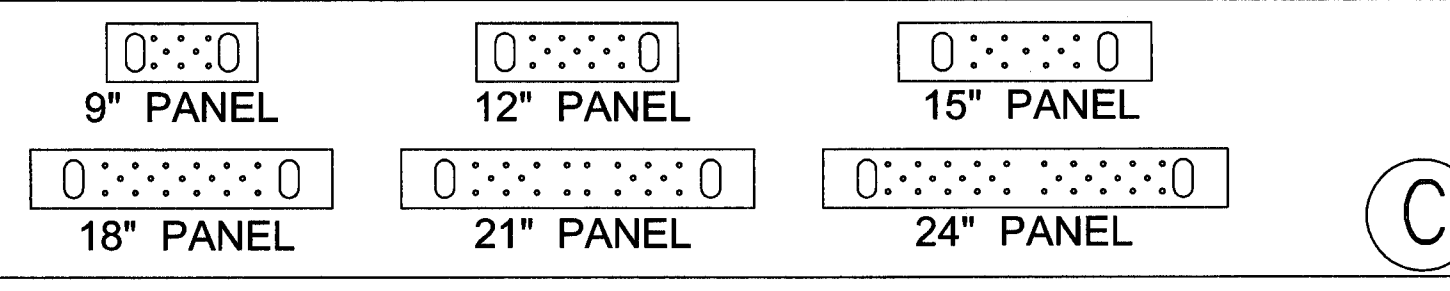 9" PANEL
12" PANEL
15" PANEL
18" PANEL
21" PANEL
24" PANEL
C